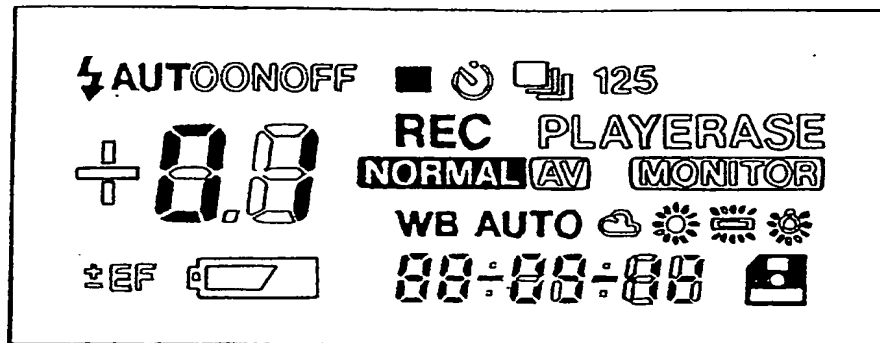 AUTOONOFF 125
REC PLAYERASE
NORMAL AV MONITOR
WB AUTO
±EF